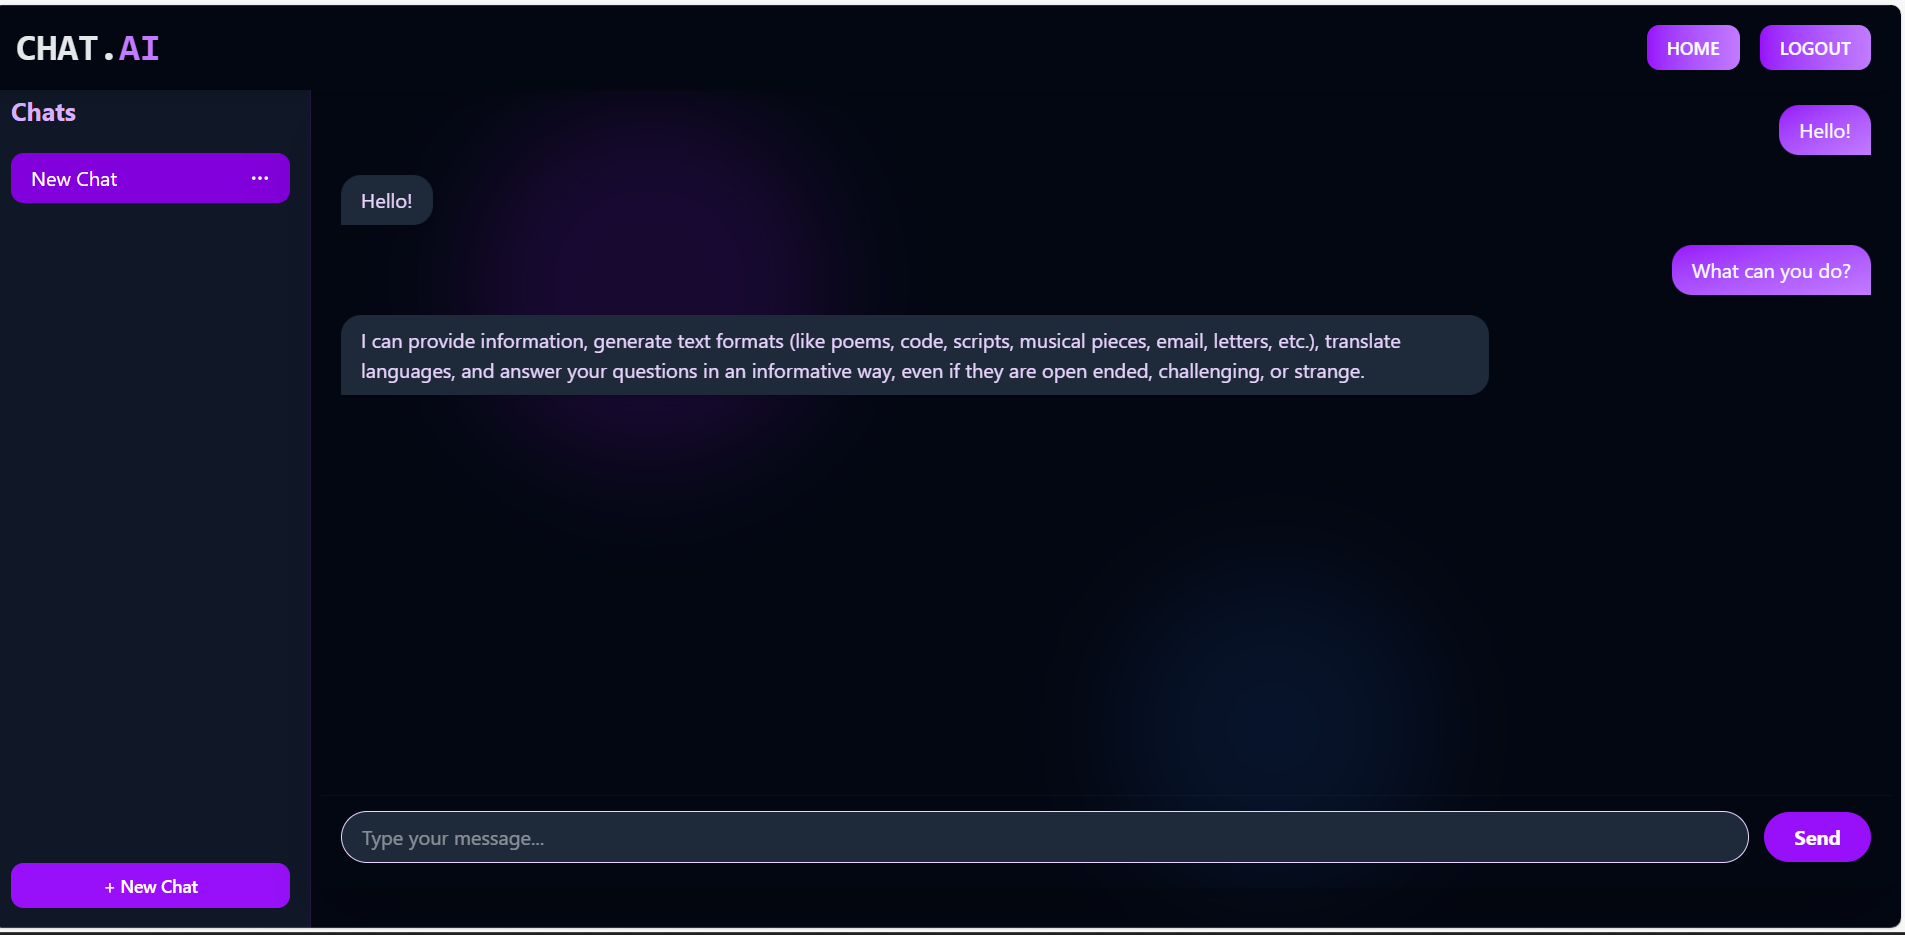 CHAT.AI
HOME
LOGOUT
Chats
New Chat
...
Hello!
Hello!
What can you do?
I can provide information, generate text formats (like poems, code, scripts, musical pieces, email, letters, etc.), translate
languages, and answer your questions in an informative way, even if they are open ended, challenging, or strange.
Type your message...
Send
+ New Chat